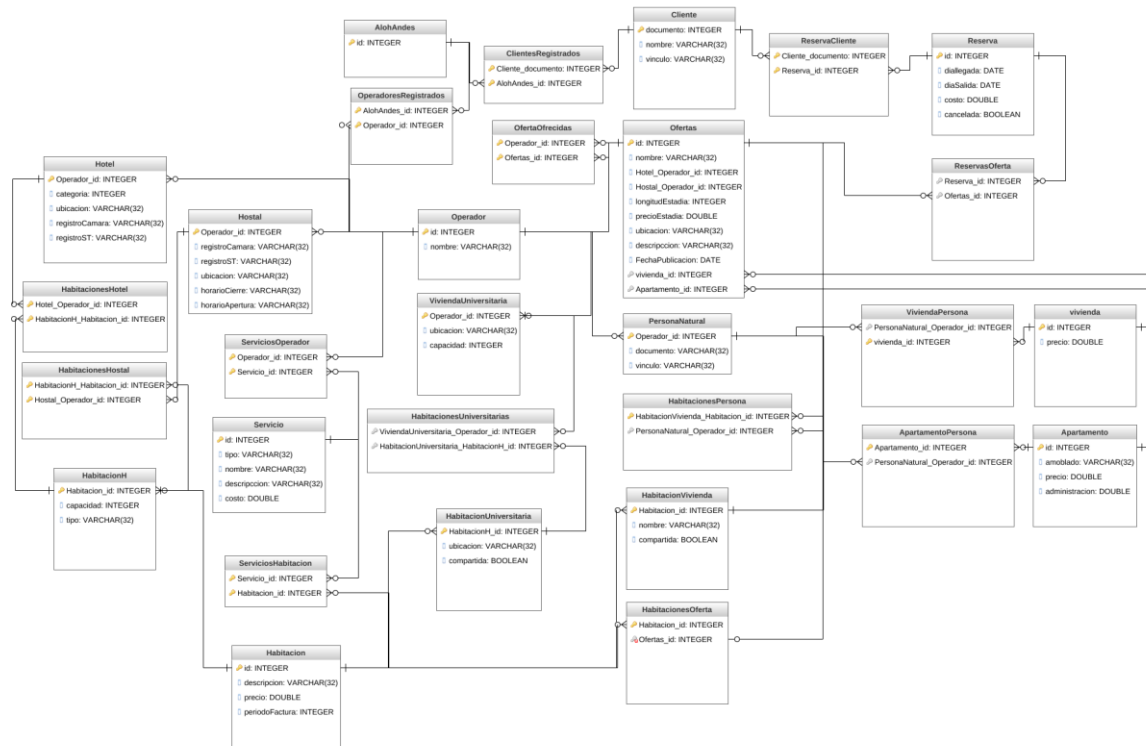 AlohAndes
id: INTEGER
ClientesRegistrados
Cliente_documento: INTEGER
AlohAndes_id: INTEGER
Cliente
documento: INTEGER
nombre: VARCHAR(32)
vinculo: VARCHAR(32)
ReservaCliente
Cliente_documento: INTEGER
Reserva_id: INTEGER
Reserva
id: INTEGER
diallegada: DATE
diaSalida: DATE
costo: DOUBLE
cancelada: BOOLEAN
OperadoresRegistrados
AlohAndes_id: INTEGER
Operador_id: INTEGER
OfertaOfrecidas
Operador_id: INTEGER
Ofertas_id: INTEGER
Ofertas
id: INTEGER
nombre: VARCHAR(32)
Hotel_Operador_id: INTEGER
Hostal_Operador_id: INTEGER
longitudEstadia: INTEGER
precioEstadia: DOUBLE
ubicacion: VARCHAR(32)
descripccion: VARCHAR(32)
FechaPublicacion: DATE
vivienda_id: INTEGER
Apartamento_id: INTEGER
ReservasOferta
Reserva_id: INTEGER
Ofertas_id: INTEGER
Hotel
Operador_id: INTEGER
categoria: INTEGER
ubicacion: VARCHAR(32)
registroCamara: VARCHAR(32)
registroST: VARCHAR(32)
Hostal
Operador_id: INTEGER
registroCamara: VARCHAR(32)
registroST: VARCHAR(32)
ubicacion: VARCHAR(32)
horarioCierre: VARCHAR(32)
horarioApertura: VARCHAR(32)
Operador
id: INTEGER
nombre: VARCHAR(32)
HabitacionesHotel
Hotel_Operador_id: INTEGER
HabitacionH_Habitacion_id: INTEGER
ViviendaUniversitaria
Operador_id: INTEGER
ubicacion: VARCHAR(32)
capacidad: INTEGER
PersonaNatural
Operador_id: INTEGER
documento: VARCHAR(32)
vinculo: VARCHAR(32)
ViviendaPersona
PersonaNatural_Operador_id: INTEGER
vivienda_id: INTEGER
vivienda
id: INTEGER
precio: DOUBLE
ServiciosOperador
Operador_id: INTEGER
Servicio_id: INTEGER
HabitacionesHostal
HabitacionH_Habitacion_id: INTEGER
Hostal_Operador_id: INTEGER
HabitacionesUniversitarias
ViviendaUniversitaria_Operador_id: INTEGER
HabitacionUniversitaria_HabitacionH_id: INTEGER
HabitacionesPersona
HabitacionVivienda_Habitacion_id: INTEGER
PersonaNatural_Operador_id: INTEGER
ApartamentoPersona
Apartamento_id: INTEGER
PersonaNatural_Operador_id: INTEGER
Apartamento
id: INTEGER
amoblado: VARCHAR(32)
precio: DOUBLE
administracion: DOUBLE
Servicio
id: INTEGER
tipo: VARCHAR(32)
nombre: VARCHAR(32)
descripccion: VARCHAR(32)
costo: DOUBLE
HabitacionH
Habitacion_id: INTEGER
capacidad: INTEGER
tipo: VARCHAR(32)
HabitacionUniversitaria
HabitacionH_id: INTEGER
ubicacion: VARCHAR(32)
compartida: BOOLEAN
HabitacionVivienda
Habitacion_id: INTEGER
nombre: VARCHAR(32)
compartida: BOOLEAN
ServiciosHabitacion
Servicio_id: INTEGER
Habitacion_id: INTEGER
HabitacionesOferta
Habitacion_id: INTEGER
Ofertas_id: INTEGER
Habitacion
id: INTEGER
descripcion: VARCHAR(32)
precio: DOUBLE
periodoFactura: INTEGER